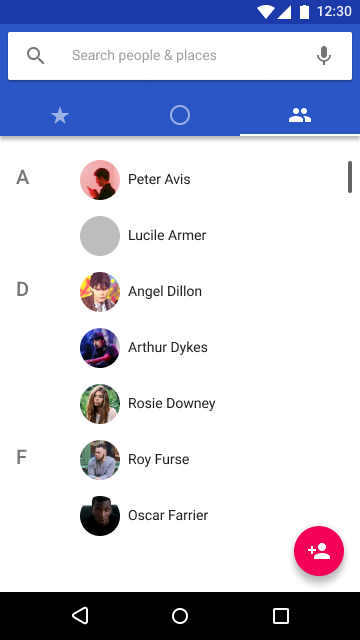 12:30
Search people & places
A
Peter Avis
Lucile Armer
D
Angel Dillon
Arthur Dykes
Rosie Downey
F
Roy Furse
Oscar Farrier